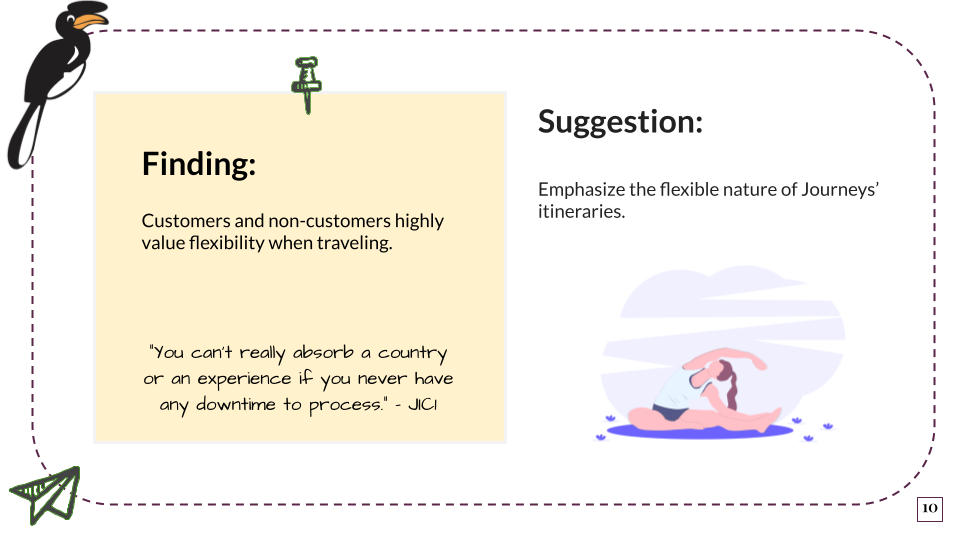 Finding:
Customers and non-customers highly
value flexibility when traveling.
"You can't really absorb a country
or an experience if you never have
any downtime to process." - JICI
Suggestion:
Emphasize the flexible nature of Journeys’
itineraries.
10